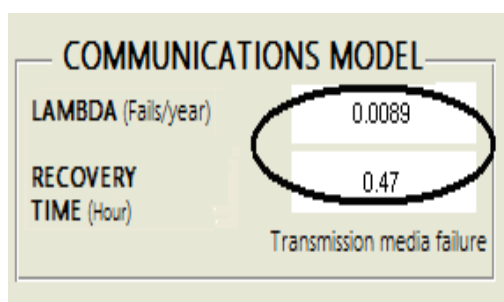 COMMUNICATIONS MODEL
LAMBDA (Fails/year) 0.0089
RECOVERY
TIME (Hour) 0.47
Transmission media failure